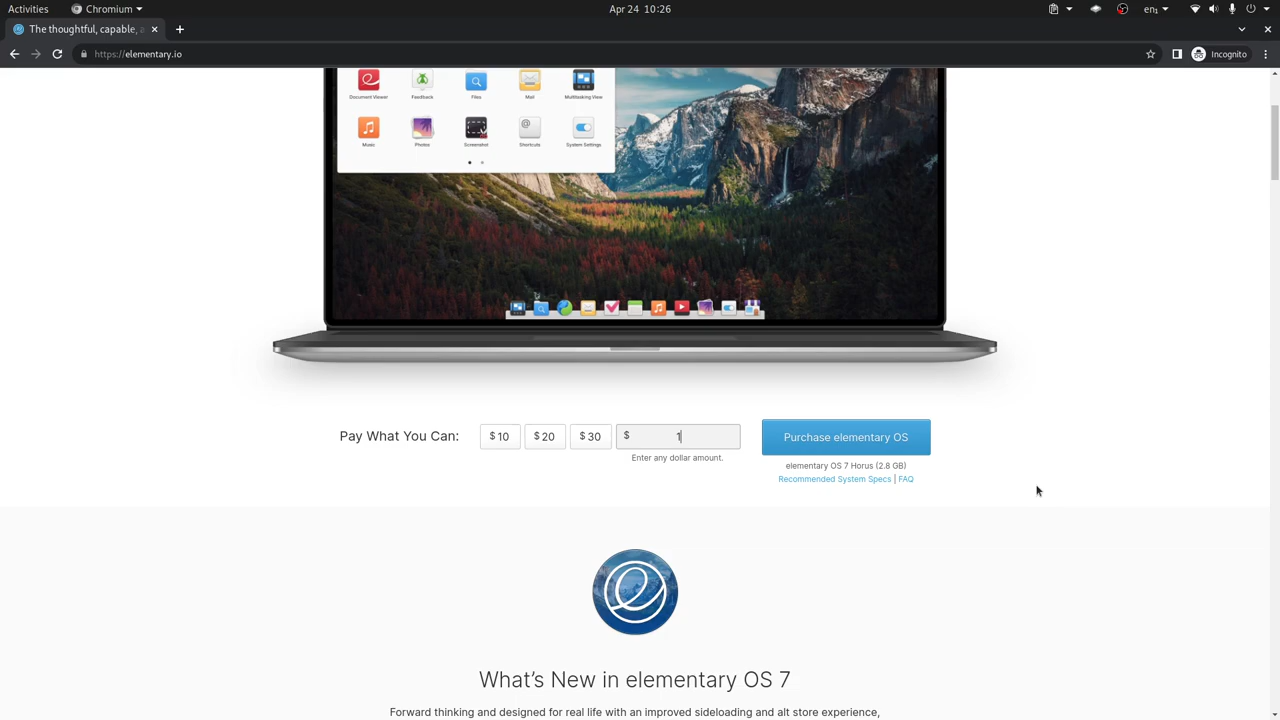 Activities
Chromium
Apr 24 10:26
en
The thoughtful, capable, a
https://elementary.io
Incognito
Document Viewer
Feedback
Files
Mail
Multitasking View
Music
Photos
Screenshot
Shortcuts
System Settings
Pay What You Can:
$ 10
$ 20
$ 30
$ 1
Purchase elementary OS
Enter any dollar amount.
elementary OS 7 Horus (2.8 GB)
Recommended System Specs | FAQ
What's New in elementary OS 7
Forward thinking and designed for real life with an improved sideloading and alt store experience,